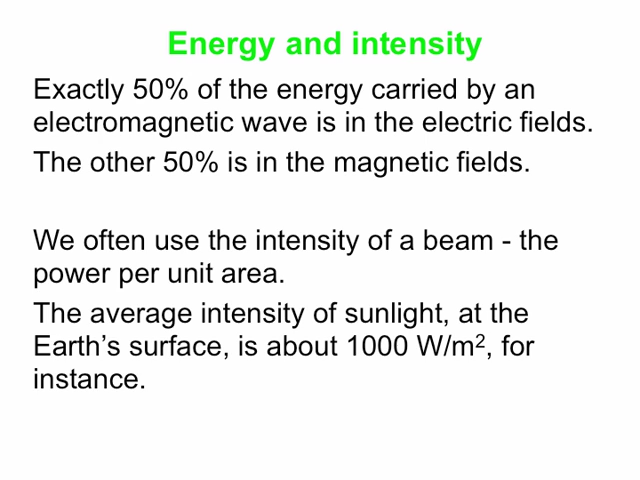 Energy and intensity
Exactly 50% of the energy carried by an
electromagnetic wave is in the electric fields.
The other 50% is in the magnetic fields.
We often use the intensity of a beam - the
power per unit area.
The average intensity of sunlight, at the
Earth’s surface, is about 1000 W/m², for
instance.